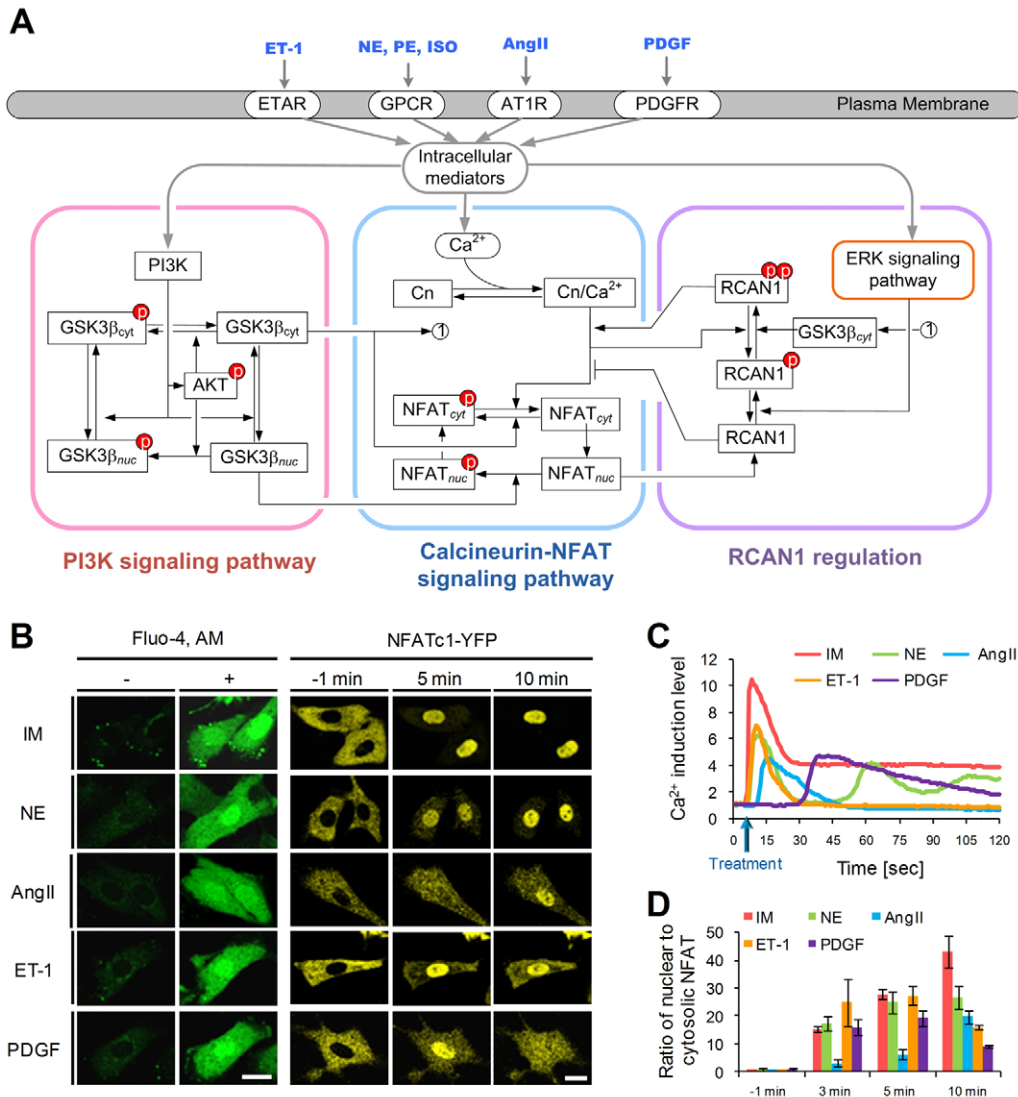 A
ET-1
NE, PE, ISO
AngII
PDGF
ETAR
GPCR
AT1R
PDGFR
Plasma Membrane
Intracellular
mediators
PI3K
GSK3βcyt
p
GSK3βcyt
AKT
p
GSK3βnuc
p
GSK3βnuc
PI3K signaling pathway
Ca2+
Cn
Cn/Ca2+
1
NFATcyt
p
NFATcyt
NFATnuc
p
NFATnuc
Calcineurin-NFAT
signaling pathway
RCAN1
p p
ERK signaling
pathway
GSK3βcyt
1
RCAN1
p
RCAN1
RCAN1 regulation
B
Fluo-4, AM
NFATc1-YFP
- + -1 min 5 min 10 min
IM
NE
AngII
ET-1
PDGF
C
IM NE AngII
ET-1 PDGF
Ca2+ induction level
12
10
8
6
4
2
0
0 15 30 45 60 75 90 105 120
Treatment
Time [sec]
D
IM NE AngII
ET-1 PDGF
Ratio of nuclear to
cytosolic NFAT
50
40
30
20
10
0
-1 min 3 min 5 min 10 min